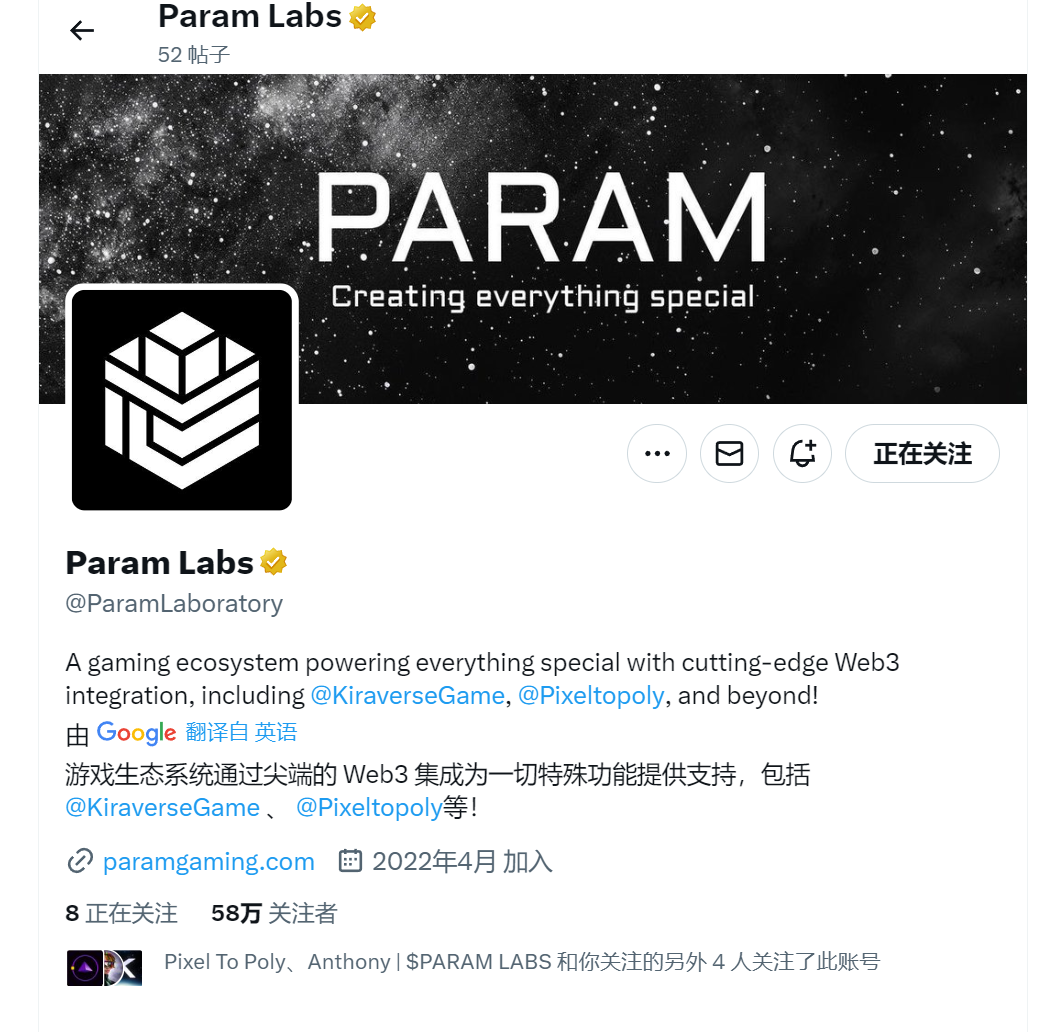 Param Labs
52 帖子
PARAM
Creating everything special
正在关注
Param Labs
@ParamLaboratory
A gaming ecosystem powering everything special with cutting-edge Web3
integration, including @KiraverseGame, @Pixeltopoly, and beyond!
由 Google 翻译自 英语
游戏生态系统通过尖端的 Web3 集成为一切特殊功能提供支持，包括
@KiraverseGame 、 @Pixeltopoly等！
paramgaming.com 2022年4月 加入
8 正在关注 58万 关注者
Pixel To Poly、Anthony | $PARAM LABS 和你关注的另外 4 人关注了此账号